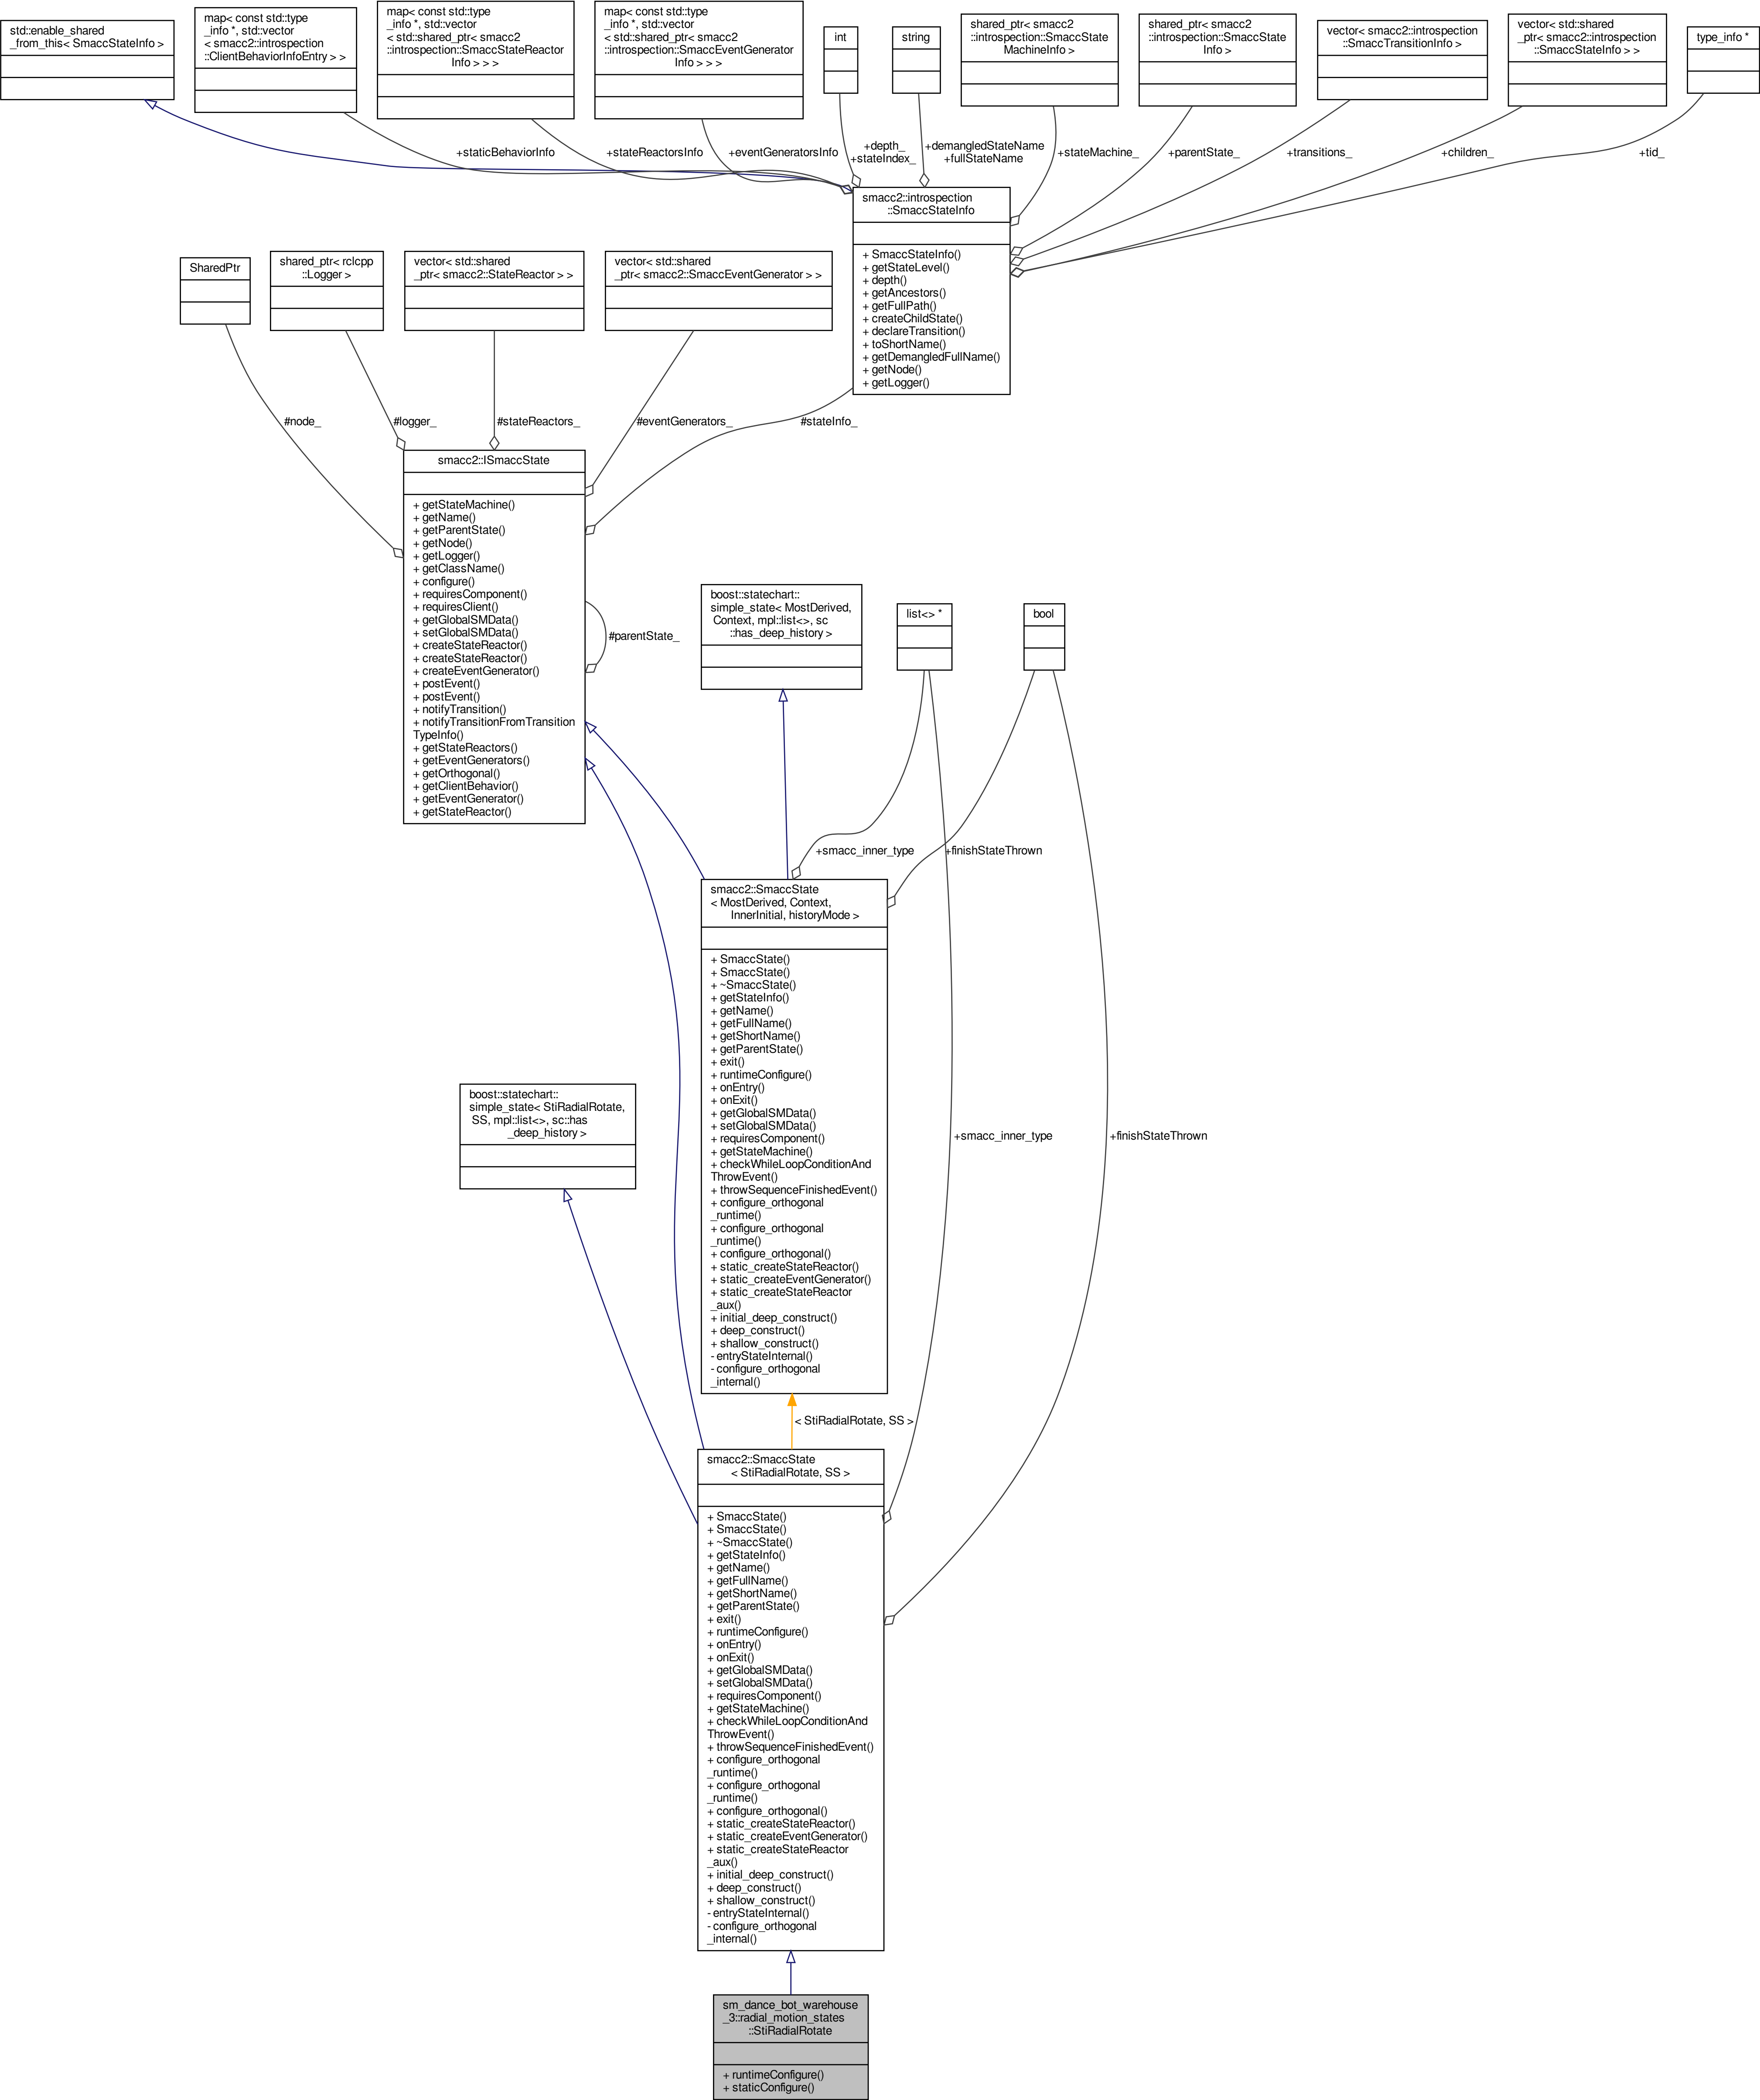 std::enable_shared
_from_this< SmaccStateInfo >
map< const std::type
_info *, std::vector
< smacc2::introspection
::ClientBehaviorInfoEntry > >
map< const std::type
_info *, std::vector
< std::shared_ptr< smacc2
::introspection::SmaccStateReactor
Info > > >
map< const std::type
_info *, std::vector
< std::shared_ptr< smacc2
::introspection::SmaccEventGenerator
Info > > >
int
string
shared_ptr< smacc2
::introspection::SmaccState
MachineInfo >
shared_ptr< smacc2
::introspection::SmaccState
Info >
vector< smacc2::introspection
::SmaccTransitionInfo >
vector< std::shared
_ptr< smacc2::introspection
::SmaccStateInfo > >
type_info *
+staticBehaviorInfo
+stateReactorsInfo
+eventGeneratorsInfo
+depth_
+stateIndex_
+demangledStateName
+fullStateName
+stateMachine_
+parentState_
+transitions_
+children_
+tid_
smacc2::introspection
::SmaccStateInfo
+ SmaccStateInfo()
+ getStateLevel()
+ depth()
+ getAncestors()
+ getFullPath()
+ createChildState()
+ declareTransition()
+ toShortName()
+ getDemangledFullName()
+ getNode()
+ getLogger()
SharedPtr
shared_ptr< rclcpp
::Logger >
vector< std::shared
_ptr< smacc2::StateReactor > >
vector< std::shared
_ptr< smacc2::SmaccEventGenerator > >
#node_
#logger_
#stateReactors_
#eventGenerators_
#stateInfo_
smacc2::ISmaccState
+ getStateMachine()
+ getName()
+ getParentState()
+ getNode()
+ getLogger()
+ getClassName()
+ configure()
+ requiresComponent()
+ requiresClient()
+ getGlobalSMData()
+ setGlobalSMData()
+ createStateReactor()
+ createStateReactor()
+ createEventGenerator()
+ postEvent()
+ postEvent()
+ notifyTransition()
+ notifyTransitionFromTransition
TypeInfo()
+ getStateReactors()
+ getEventGenerators()
+ getOrthogonal()
+ getClientBehavior()
+ getEventGenerator()
+ getStateReactor()
#parentState_
boost::statechart::
simple_state< MostDerived,
Context, mpl::list<>, sc
::has_deep_history >
list<> *
bool
+smacc_inner_type
+finishStateThrown
smacc2::SmaccState
< MostDerived, Context,
InnerInitial, historyMode >
+ SmaccState()
+ SmaccState()
+ ~SmaccState()
+ getStateInfo()
+ getName()
+ getFullName()
+ getShortName()
+ getParentState()
+ exit()
+ runtimeConfigure()
+ onEntry()
+ onExit()
+ getGlobalSMData()
+ setGlobalSMData()
+ requiresComponent()
+ getStateMachine()
+ checkWhileLoopConditionAnd
ThrowEvent()
+ throwSequenceFinishedEvent()
+ configure_orthogonal
_runtime()
+ configure_orthogonal
_runtime()
+ configure_orthogonal()
+ static_createStateReactor()
+ static_createEventGenerator()
+ static_createStateReactor
_aux()
+ initial_deep_construct()
+ deep_construct()
+ shallow_construct()
- entryStateInternal()
- configure_orthogonal
_internal()
boost::statechart::
simple_state< StiRadialRotate,
SS, mpl::list<>, sc::has
_deep_history >
+smacc_inner_type
+finishStateThrown
< StiRadialRotate, SS >
smacc2::SmaccState
< StiRadialRotate, SS >
+ SmaccState()
+ SmaccState()
+ ~SmaccState()
+ getStateInfo()
+ getName()
+ getFullName()
+ getShortName()
+ getParentState()
+ exit()
+ runtimeConfigure()
+ onEntry()
+ onExit()
+ getGlobalSMData()
+ setGlobalSMData()
+ requiresComponent()
+ getStateMachine()
+ checkWhileLoopConditionAnd
ThrowEvent()
+ throwSequenceFinishedEvent()
+ configure_orthogonal
_runtime()
+ configure_orthogonal
_runtime()
+ configure_orthogonal()
+ static_createStateReactor()
+ static_createEventGenerator()
+ static_createStateReactor
_aux()
+ initial_deep_construct()
+ deep_construct()
+ shallow_construct()
- entryStateInternal()
- configure_orthogonal
_internal()
sm_dance_bot_warehouse
_3::radial_motion_states
::StiRadialRotate
+ runtimeConfigure()
+ staticConfigure()